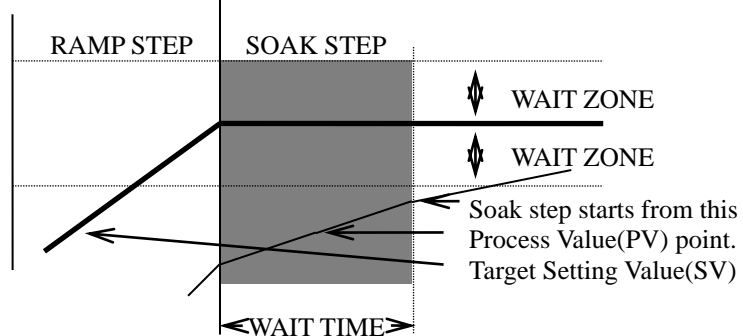 RAMP STEP
SOAK STEP
WAIT ZONE
WAIT ZONE
Soak step starts from this
Process Value(PV) point.
Target Setting Value(SV)
WAIT TIME